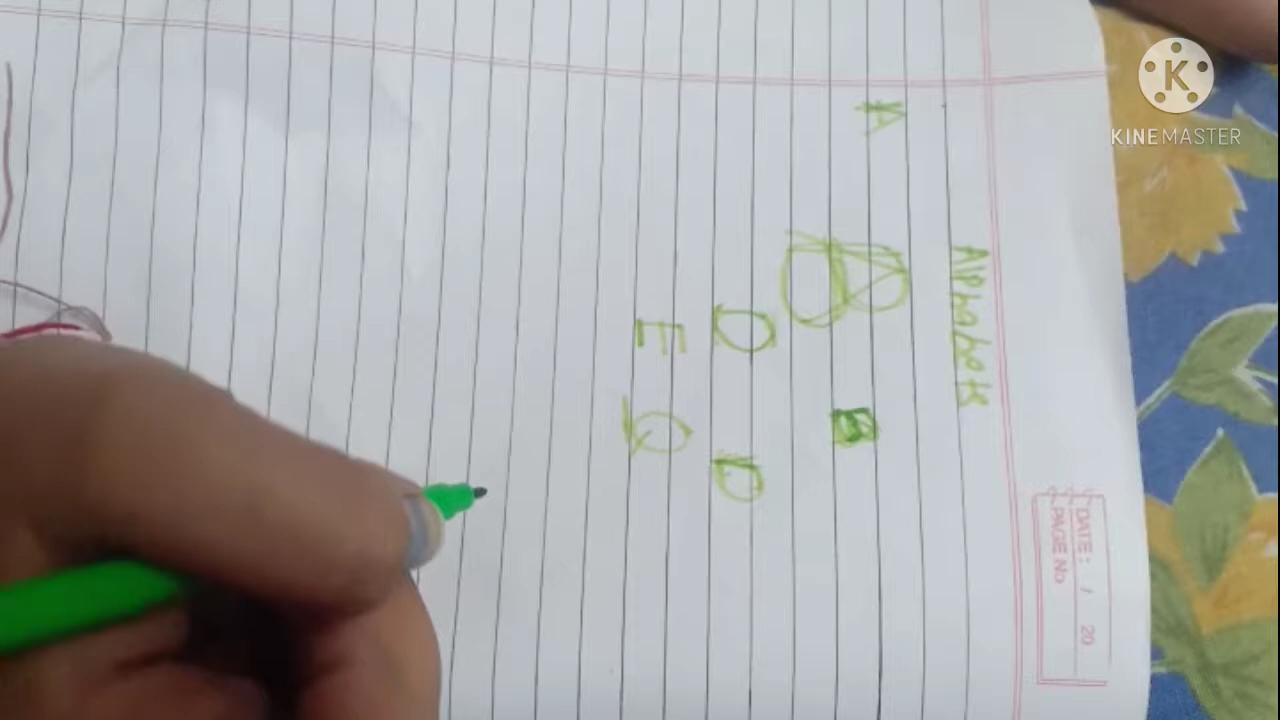 Alphabets
A
B
D D
E Q
DATE: / 20
PAGE No
K
KINEMASTER